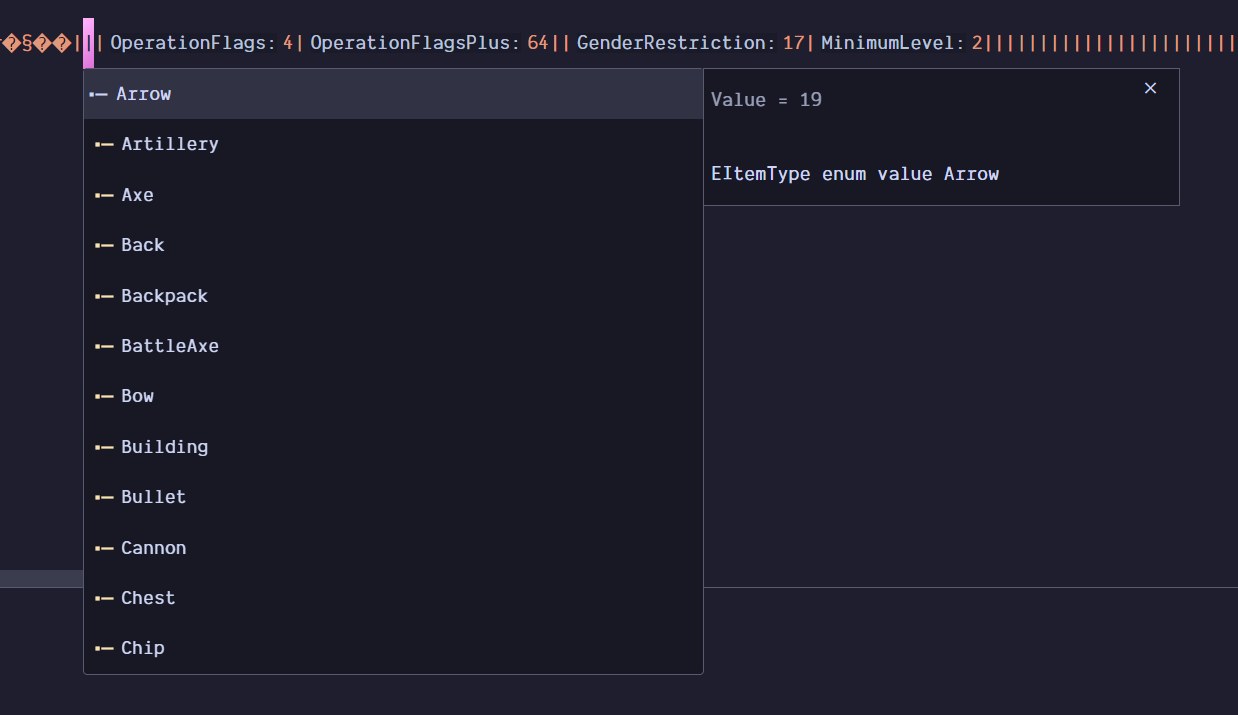 �§��||| OperationFlags: 4| OperationFlagsPlus: 64|| GenderRestriction: 17| MinimumLevel: 2|||||||||||||||||||||||
Arrow
Value = 19
EItemType enum value Arrow
Artillery
Axe
Back
Backpack
BattleAxe
Bow
Building
Bullet
Cannon
Chest
Chip